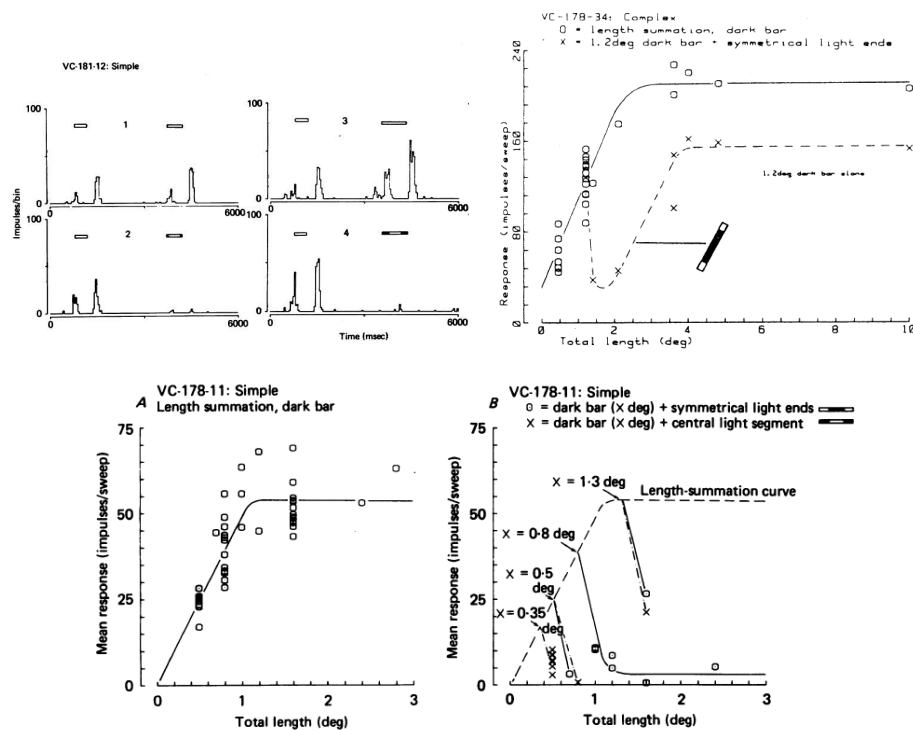 VC-181-12: Simple
100
1
3
100
Impulses/bin
0
0
6000
0
0
6000
100
2
100
4
0
0
6000
0
0
6000
Time (msec)
VC-178-34: Complex
O = length summation, dark bar
× = 1.2deg dark bar + symmetrical light ends
240
160
80
0
Response (impulses/sweep)
1.2deg dark bar alone
0 2 4 6 8 10
Total length (deg)
VC-178-11: Simple
A Length summation, dark bar
75
50
25
0
Mean response (impulses/sweep)
0 1 2 3
Total length (deg)
VC-178-11: Simple
B O = dark bar (X deg) + symmetrical light ends
× = dark bar (X deg) + central light segment
75
50
25
0
Mean response (impulses/sweep)
X = 1·3 deg
Length-summation curve
X = 0·8 deg
X = 0·5
deg
X = 0·35
deg
0 1 2 3
Total length (deg)